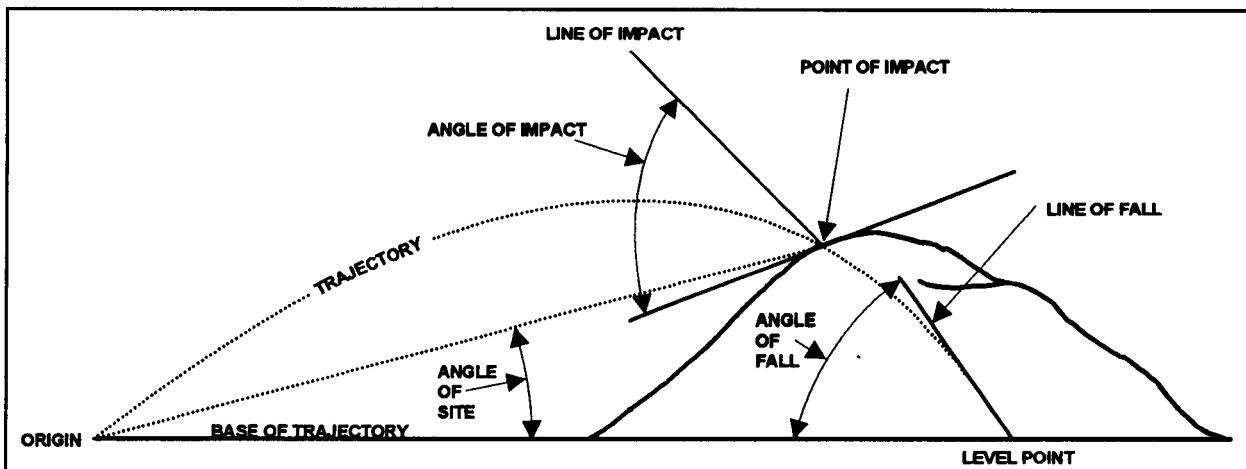 LINE OF IMPACT
POINT OF IMPACT
ANGLE OF IMPACT
LINE OF FALL
TRAJECTORY
ANGLE
OF
FALL
ANGLE
OF
SITE
BASE OF TRAJECTORY
ORIGIN
LEVEL POINT